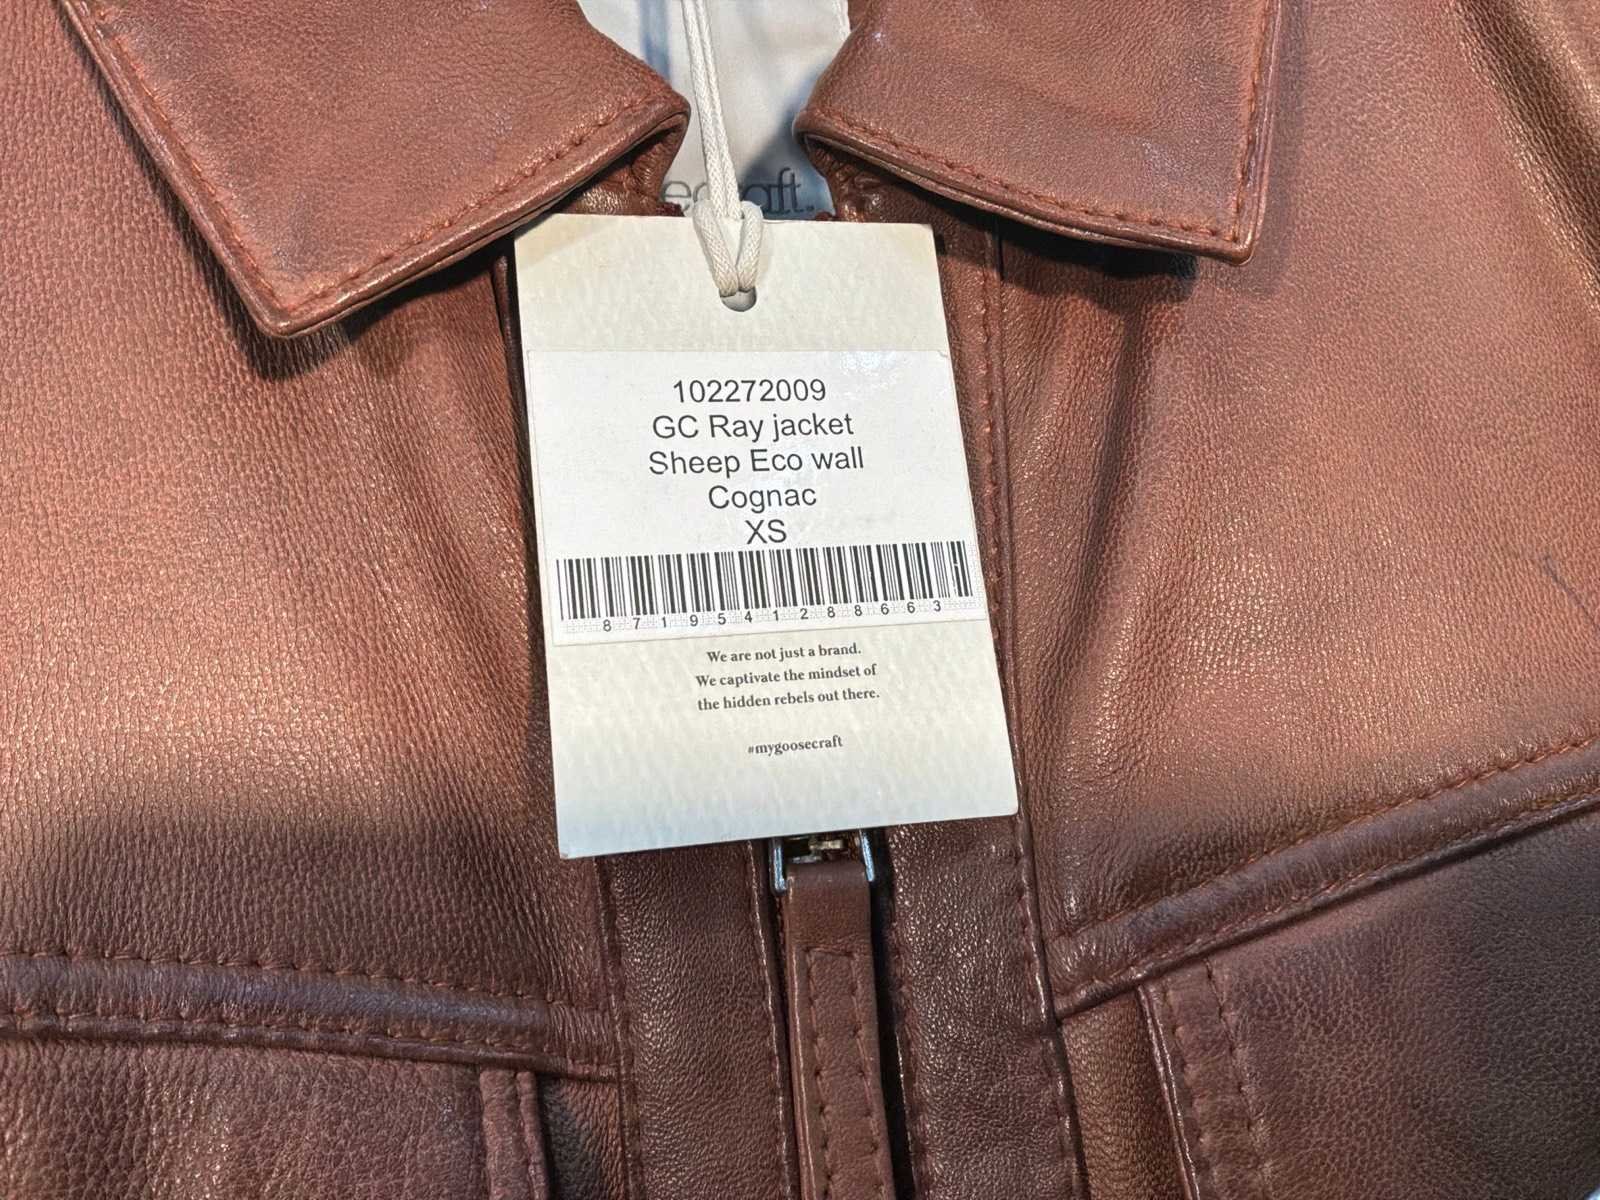 ecraft.
102272009
GC Ray jacket
Sheep Eco wall
Cognac
XS
8719541288663
We are not just a brand.
We captivate the mindset of
the hidden rebels out there.
#mygoosecraft